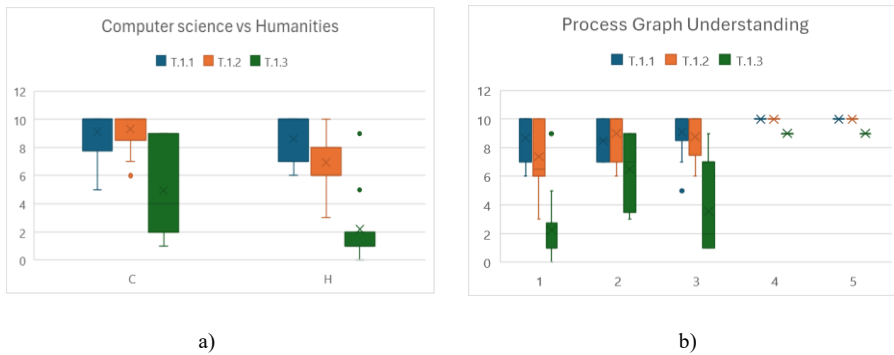 Computer science vs Humanities
T.1.1 T.1.2 T.1.3
12
10
8
6
4
2
0
C H
a)
Process Graph Understanding
T.1.1 T.1.2 T.1.3
12
10
8
6
4
2
0
1 2 3 4 5
b)